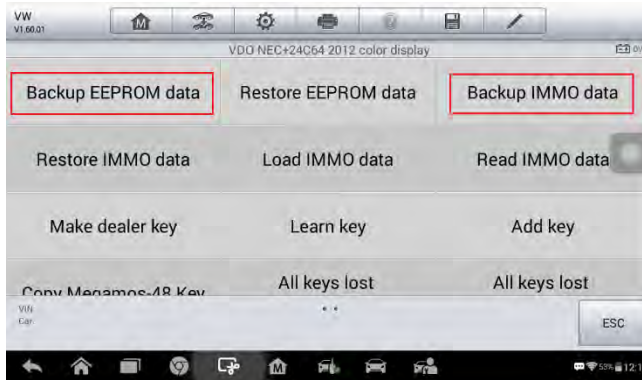 VW
V1.60.01
VDO NEC+24C64 2012 color display
Backup EEPROM data
Restore EEPROM data
Backup IMMO data
Restore IMMO data
Load IMMO data
Read IMMO data
Make dealer key
Learn key
Add key
Copy Megamos-48 Key
All keys lost
All keys lost
VIN
Car
ESC
53%